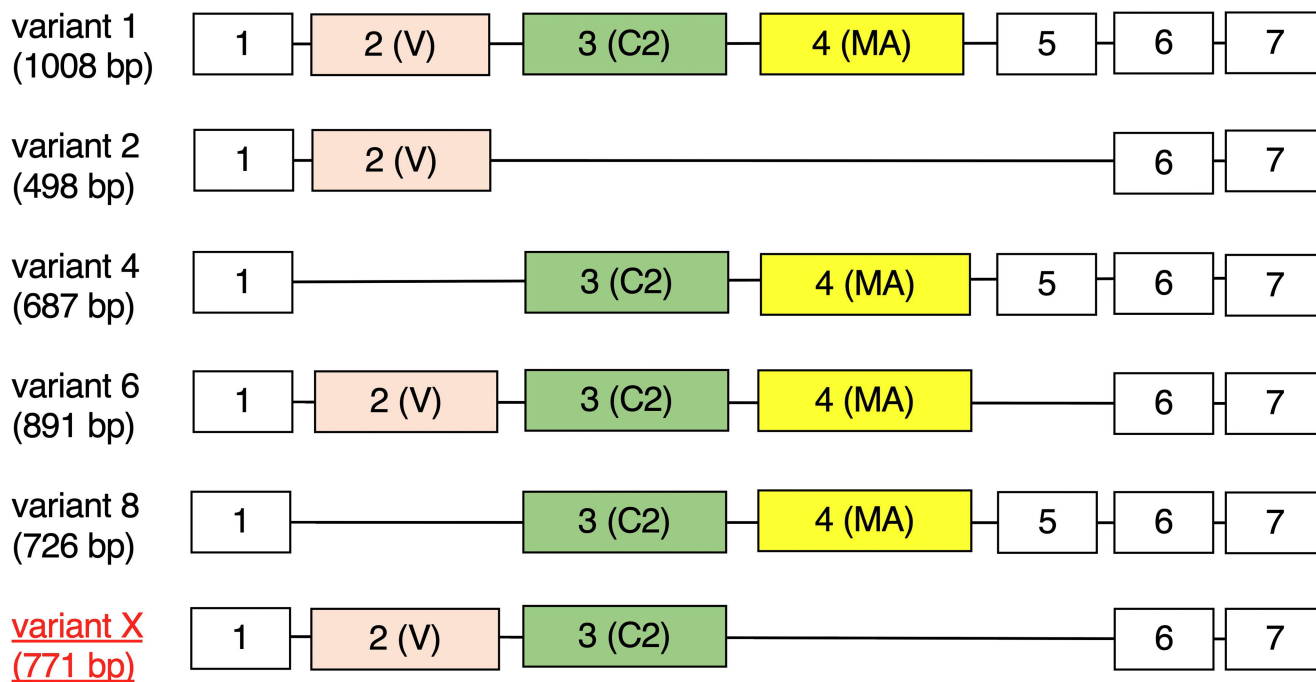 variant 1
(1008 bp)
1 2 (V) 3 (C2) 4 (MA) 5 6 7
variant 2
(498 bp)
1 2 (V) 6 7
variant 4
(687 bp)
1 3 (C2) 4 (MA) 5 6 7
variant 6
(891 bp)
1 2 (V) 3 (C2) 4 (MA) 6 7
variant 8
(726 bp)
1 3 (C2) 4 (MA) 5 6 7
variant X
(771 bp)
1 2 (V) 3 (C2) 6 7